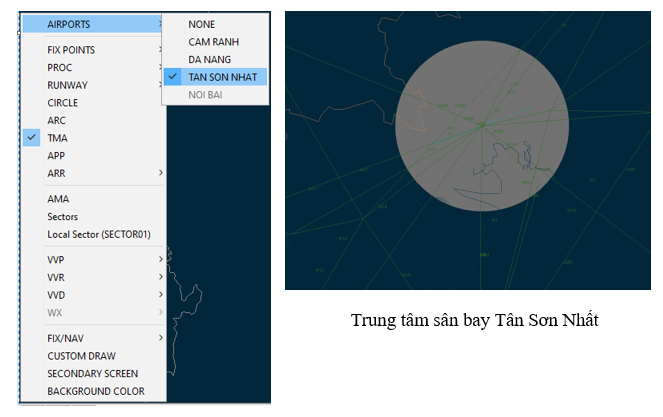 AIRPORTS
FIX POINTS
PROC
RUNWAY
CIRCLE
ARC
TMA
APP
ARR
AMA
Sectors
Local Sector (SECTOR01)
VVP
VVR
VVD
WX
FIX/NAV
CUSTOM DRAW
SECONDARY SCREEN
BACKGROUND COLOR
NONE
CAM RANH
DA NANG
TAN SON NHAT
NOI BAI
Trung tâm sân bay Tân Sơn Nhất